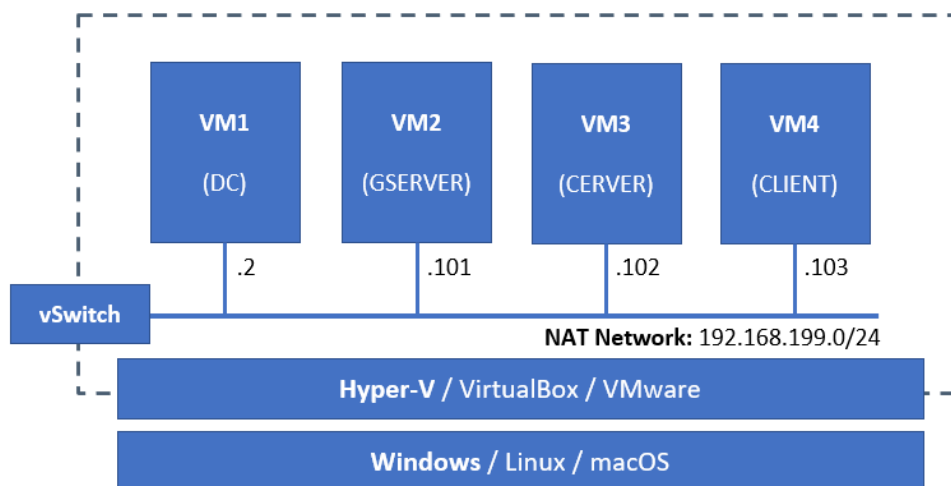 VM1
(DC)
VM2
(GSERVER)
VM3
(CERVER)
VM4
(CLIENT)
.2
.101
.102
.103
vSwitch
NAT Network: 192.168.199.0/24
Hyper-V / VirtualBox / VMware
Windows / Linux / macOS